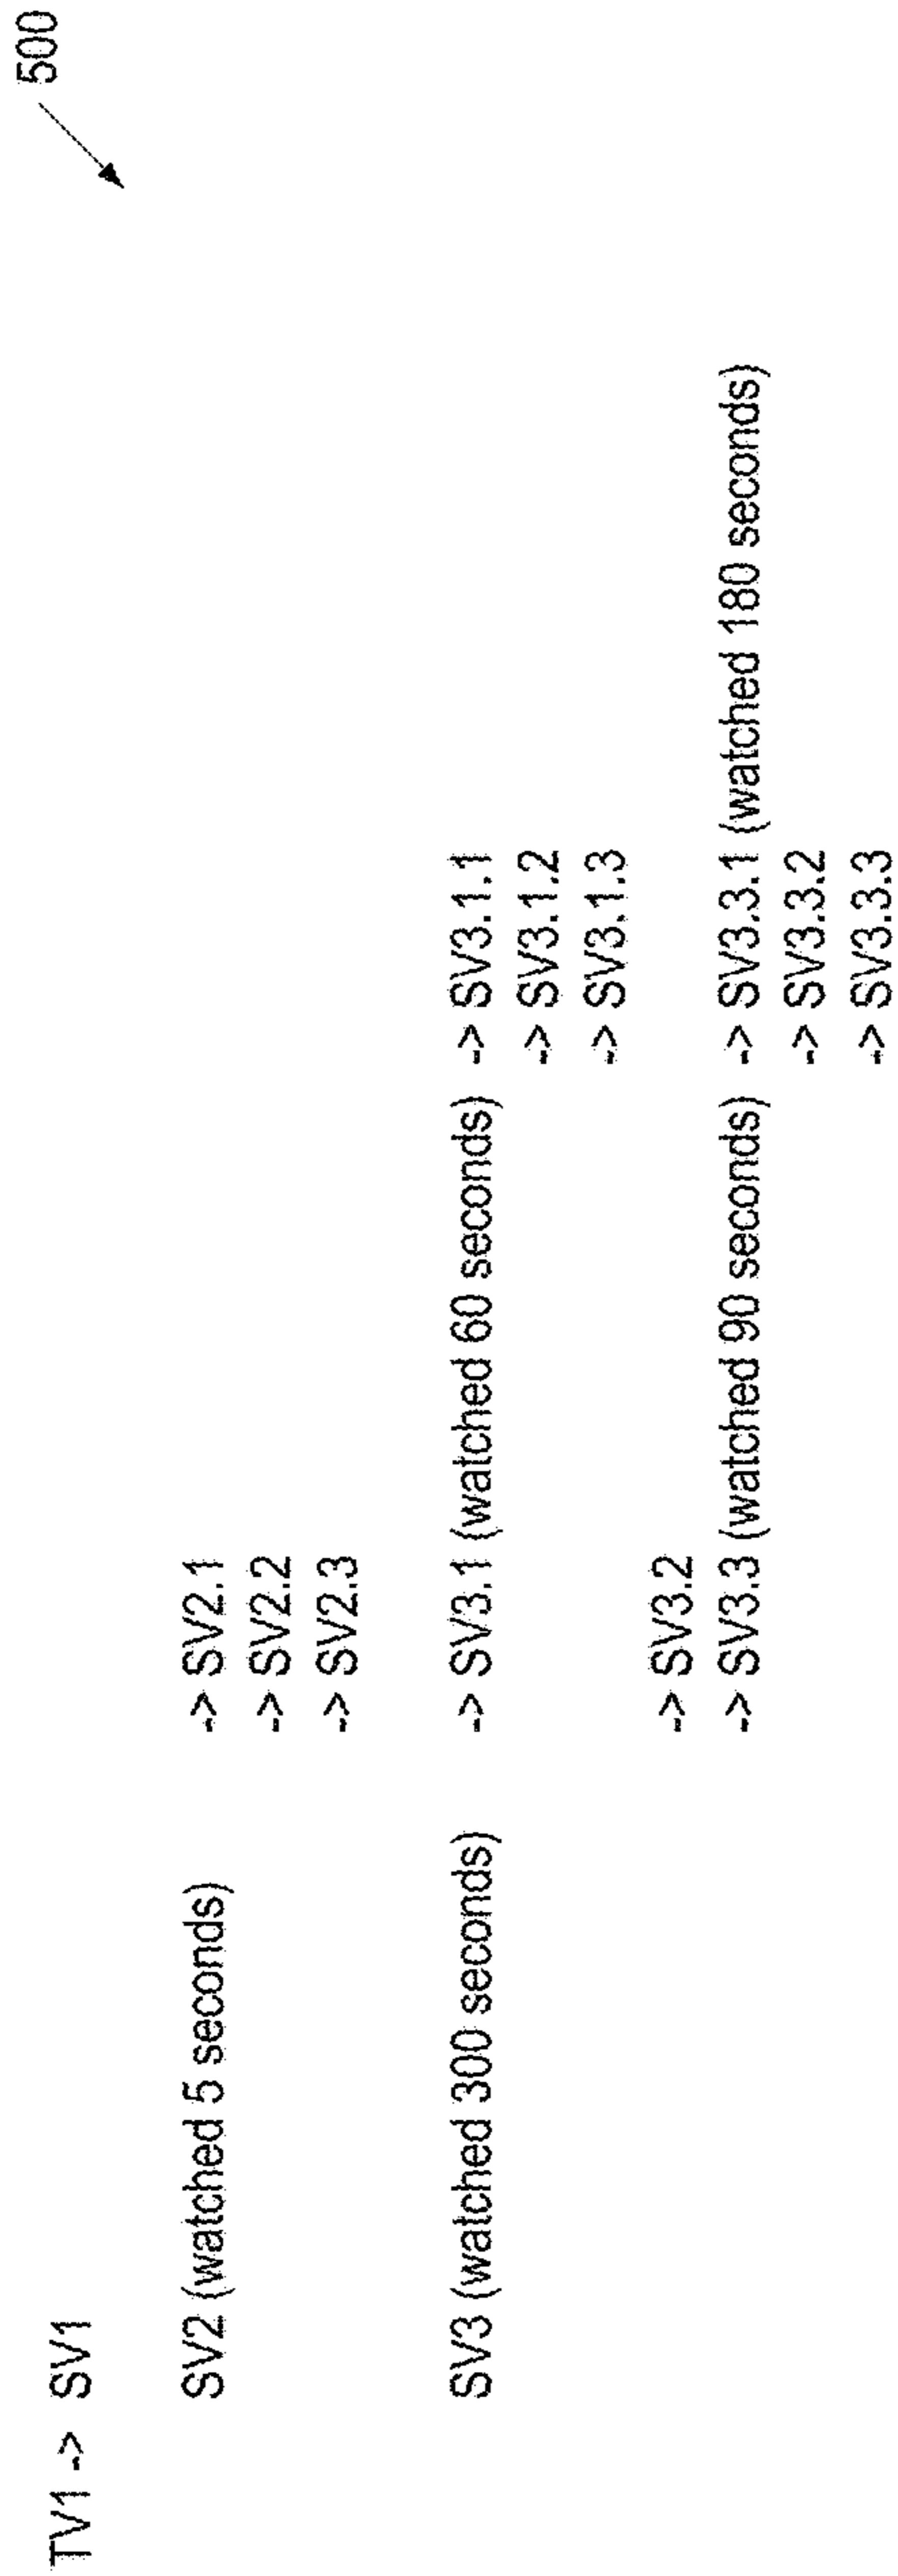 500
TV1 -> SV1
SV2 (watched 5 seconds) -> SV2.1
-> SV2.2
-> SV2.3
SV3 (watched 300 seconds) -> SV3.1 (watched 60 seconds) -> SV3.1.1
-> SV3.1.2
-> SV3.1.3
-> SV3.2
-> SV3.3 (watched 90 seconds) -> SV3.3.1 (watched 180 seconds)
-> SV3.3.2
-> SV3.3.3